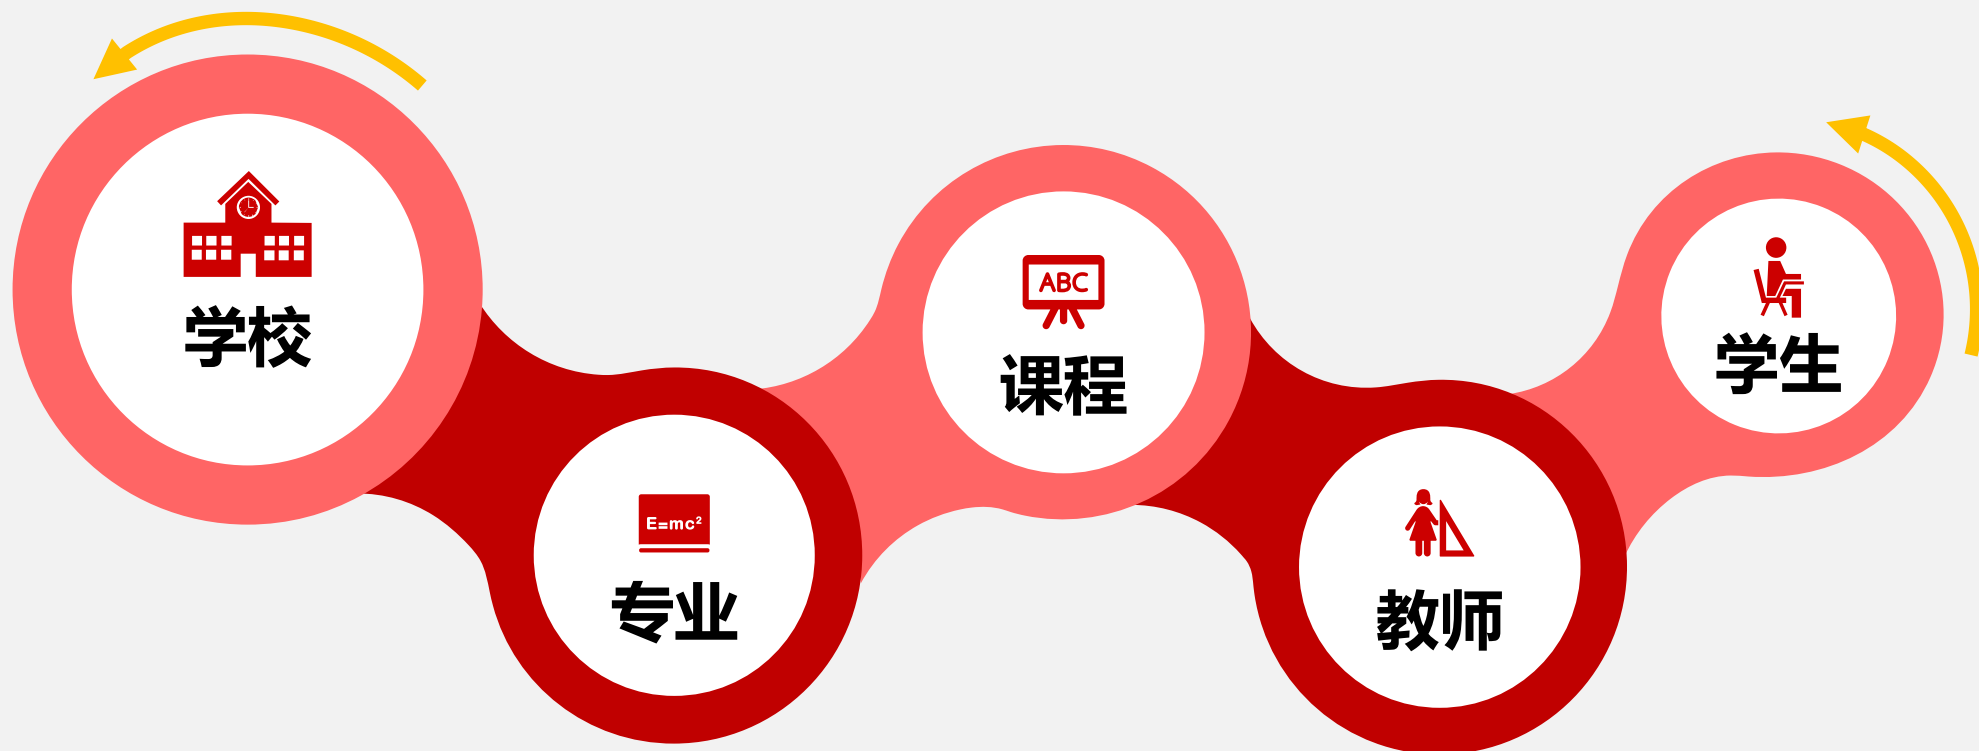 学校
E=mc²
专业
ABC
课程
教师
学生